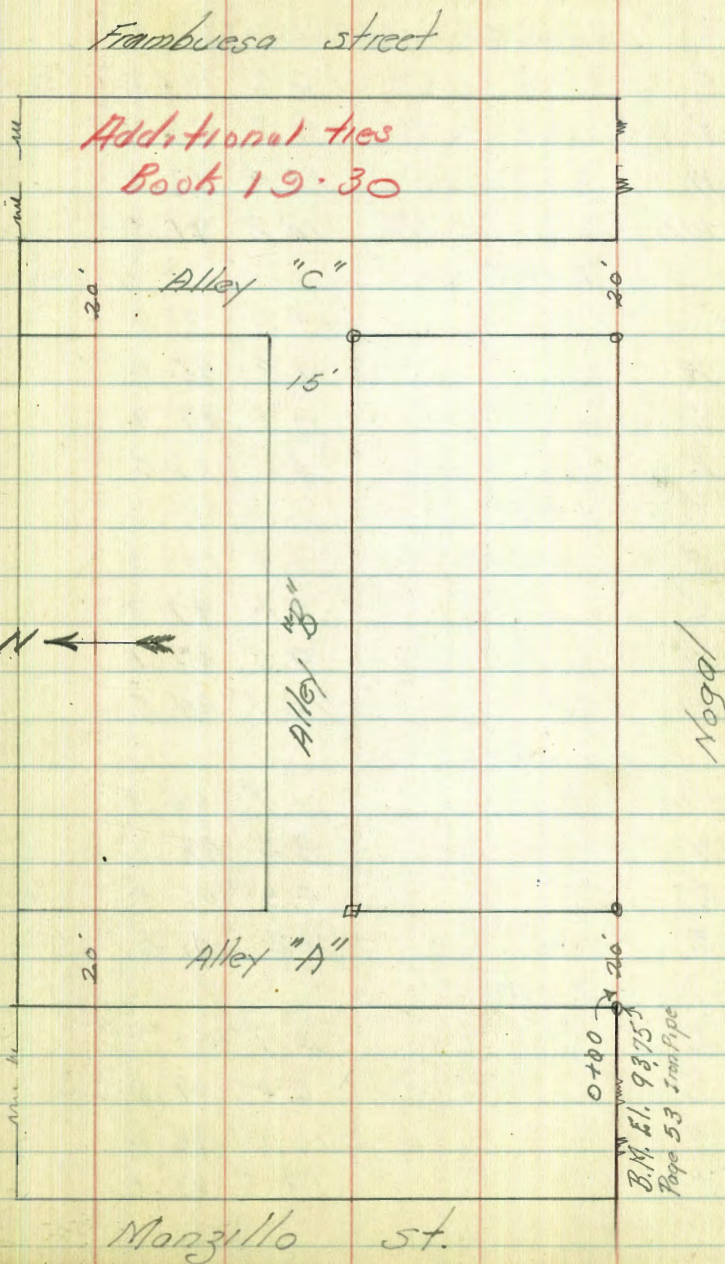 Frambuesa street
Additional ties
Book 19.30
Alley "C"
20'
20'
15'
Alley "B"
N
Nogal
Alley "A"
20'
20'
0+00
B.M. El. 93.75
Page 53 Iron Pipe
Manzillo st.